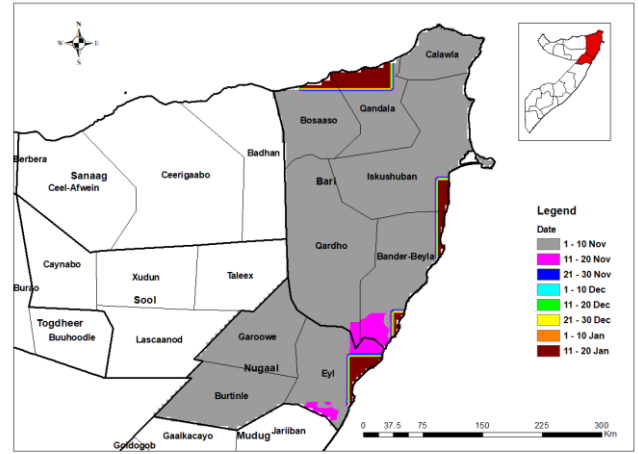 N
W E
S
Calawla
Qandala
Bosaaso
Badhan
Berbera
Sanaag
Ceel-Afwein
Ceerigaabo
Bari
Iskushuban
Qardho
Bander-Beyla
Caynabo
Xudun
Taleex
Burao
Sool
Togdheer
Buuhoodle
Lascaanod
Garoowe
Nugaal
Eyl
Burtinle
Jariiban
Gaalkacayo
Mudug
Goldogob
Legend
Date
1 - 10 Nov
11 - 20 Nov
21 - 30 Nov
1 - 10 Dec
11 - 20 Dec
21 - 30 Dec
1 - 10 Jan
11 - 20 Jan
0 37.5 75 150 225 300
Km